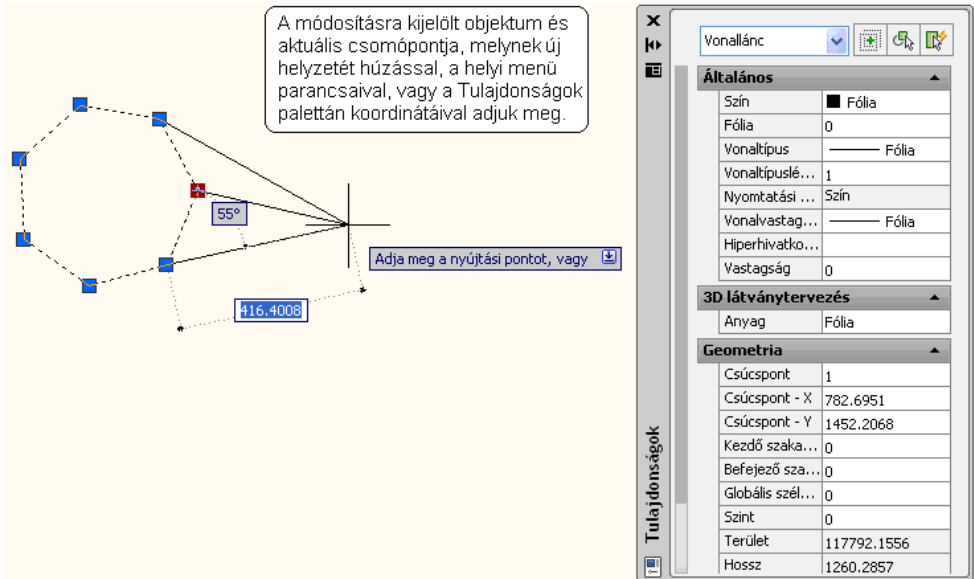 A módosításra kijelölt objektum és
aktuális csomópontja, melynek új
helyzetét húzással, a helyi menü
parancsaival, vagy a Tulajdonságok
palettán koordinátáival adjuk meg.
55°
Adja meg a nyújtási pontot, vagy
416.4008
Tulajdonságok
Vonallánc
Általános
Szín Fólia
Fólia 0
Vonaltípus Fólia
Vonaltípuslé... 1
Nyomtatási ... Szín
Vonalvastag... Fólia
Hiperhivatko...
Vastagság 0
3D látványtervezés
Anyag Fólia
Geometria
Csúcspont 1
Csúcspont - X 782.6951
Csúcspont - Y 1452.2068
Kezdő szaka... 0
Befejező sza... 0
Globális szél... 0
Szint 0
Terület 117792.1556
Hossz 1260.2857